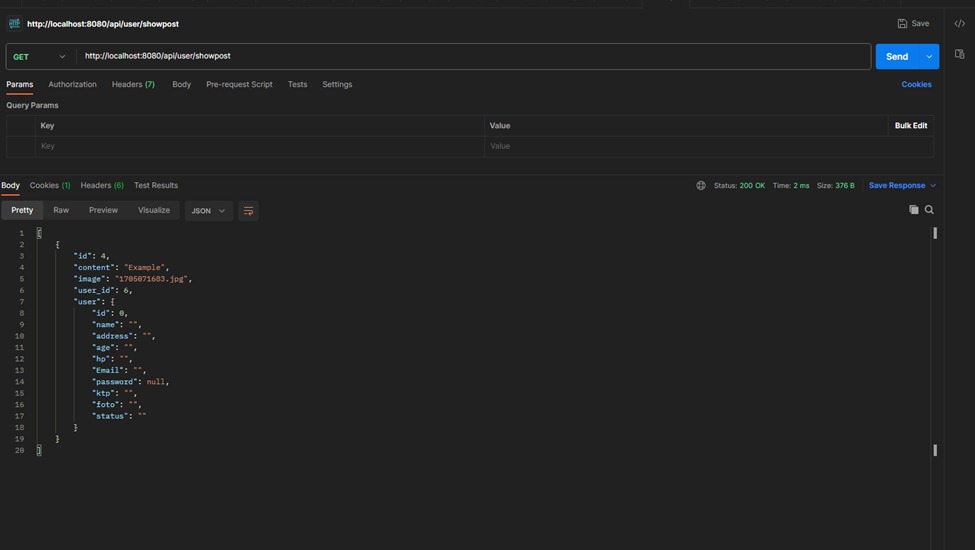 HTTP http://localhost:8080/api/user/showpost Save
GET http://localhost:8080/api/user/showpost Send
Params Authorization Headers (7) Body Pre-request Script Tests Settings Cookies
Query Params
Key Value Bulk Edit
Key Value
Body Cookies (1) Headers (6) Test Results Status: 200 OK Time: 2 ms Size: 376 B Save Response
Pretty Raw Preview Visualize JSON
1 [
2 {
3 "id": 4,
4 "content": "Example",
5 "image": "1705071603.jpg",
6 "user_id": 6,
7 "user": {
8 "id": 0,
9 "name": "",
10 "address": "",
11 "age": "",
12 "hp": "",
13 "Email": "",
14 "password": null,
15 "ktp": "",
16 "foto": "",
17 "status": ""
18 }
19 }
20 ]